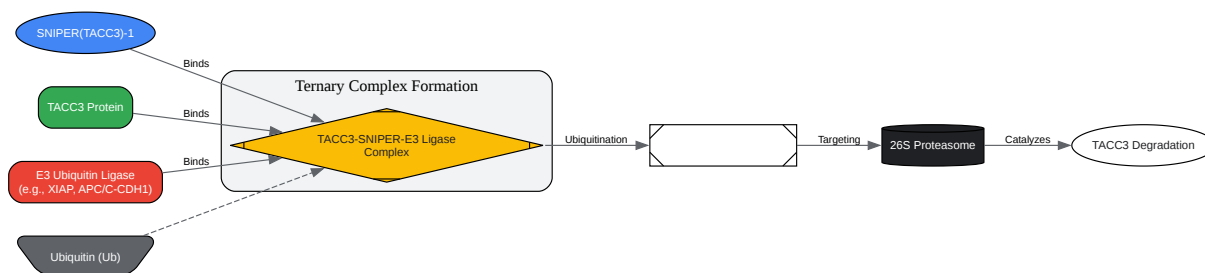 SNIPER(TACC3)-1
Binds
Ternary Complex Formation
TACC3 Protein
Binds
TACC3-SNIPER-E3 Ligase
Complex
Ubiquitination
Targeting
26S Proteasome
Catalyzes
TACC3 Degradation
Binds
E3 Ubiquitin Ligase
(e.g., XIAP, APC/C-CDH1)
Ubiquitin (Ub)